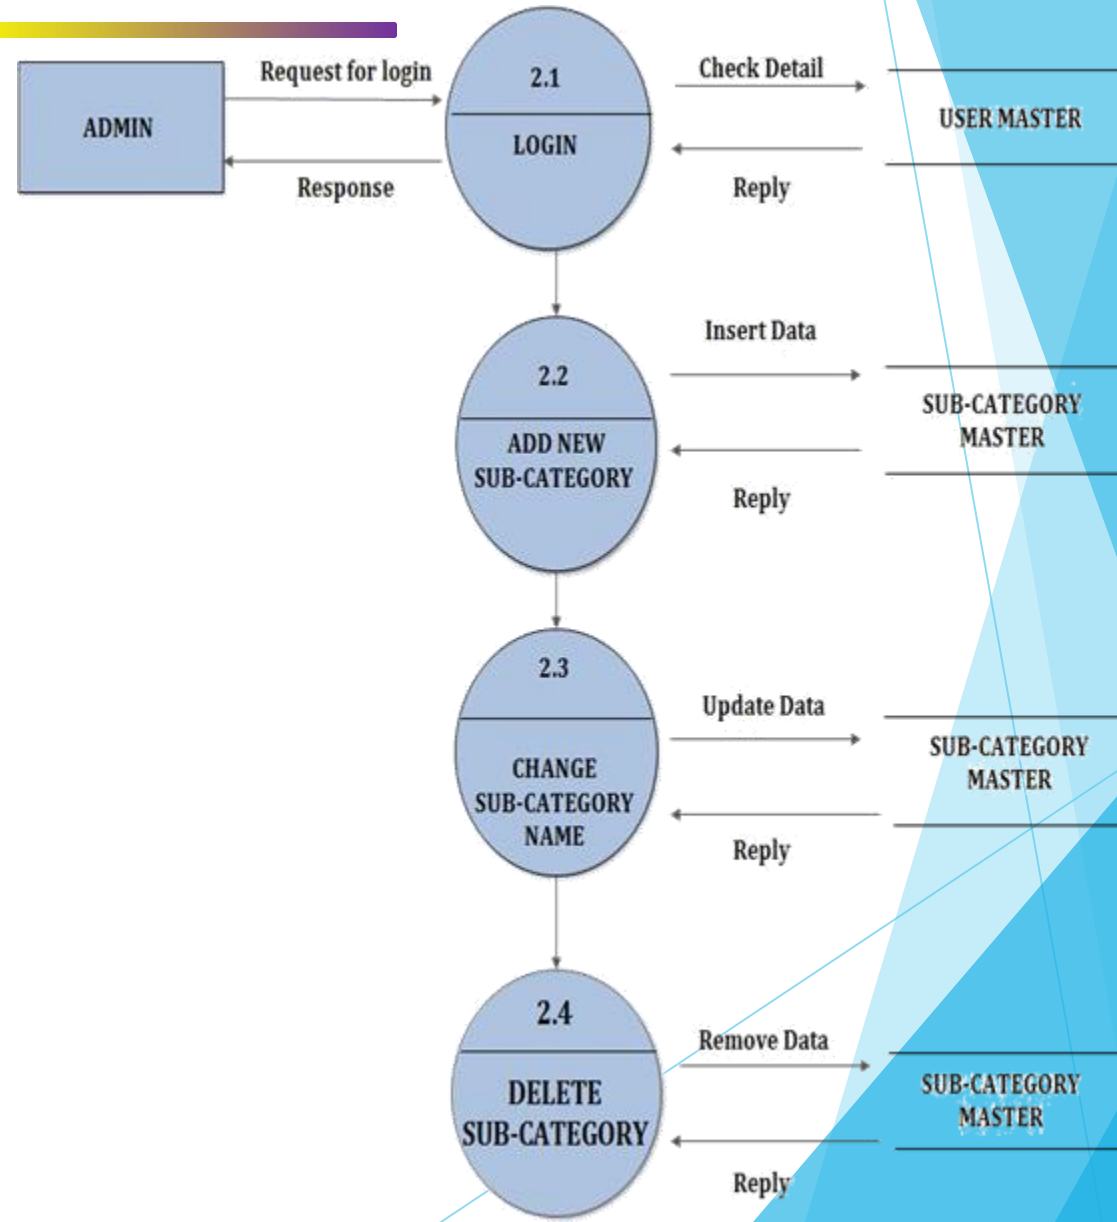 Request for login
Check Detail
2.1
ADMIN
USER MASTER
LOGIN
Response
Reply
Insert Data
2.2
SUB-CATEGORY
MASTER
ADD NEW
SUB-CATEGORY
Reply
2.3
Update Data
SUB-CATEGORY
MASTER
CHANGE
SUB-CATEGORY
NAME
Reply
2.4
Remove Data
DELETE
SUB-CATEGORY
SUB-CATEGORY
MASTER
Reply